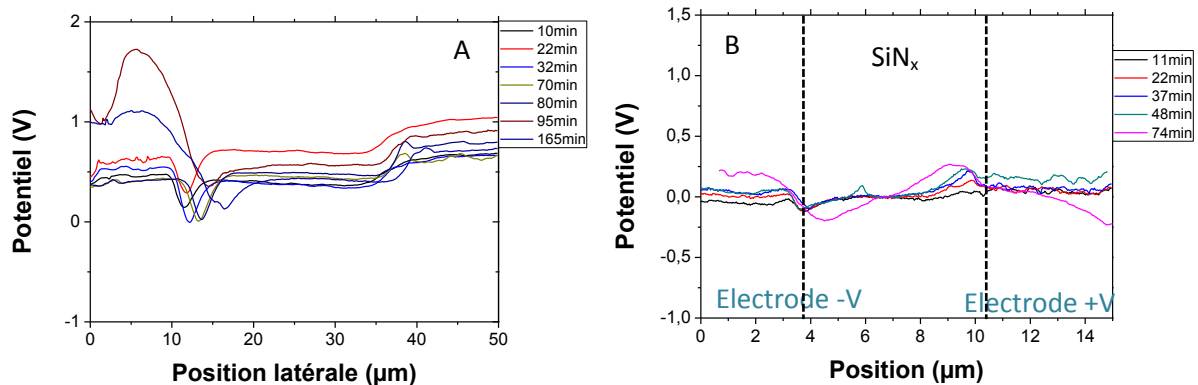 2
1
0
-1
0
10
20
30
40
50
Potentiel (V)
Position latérale (µm)
A
10min
22min
32min
70min
80min
95min
165min
1,5
1,0
0,5
0,0
-0,5
-1,0
0
2
4
6
8
10
12
14
Potentiel (V)
Position (µm)
B
SiNx
Electrode -V
Electrode +V
11min
22min
37min
48min
74min